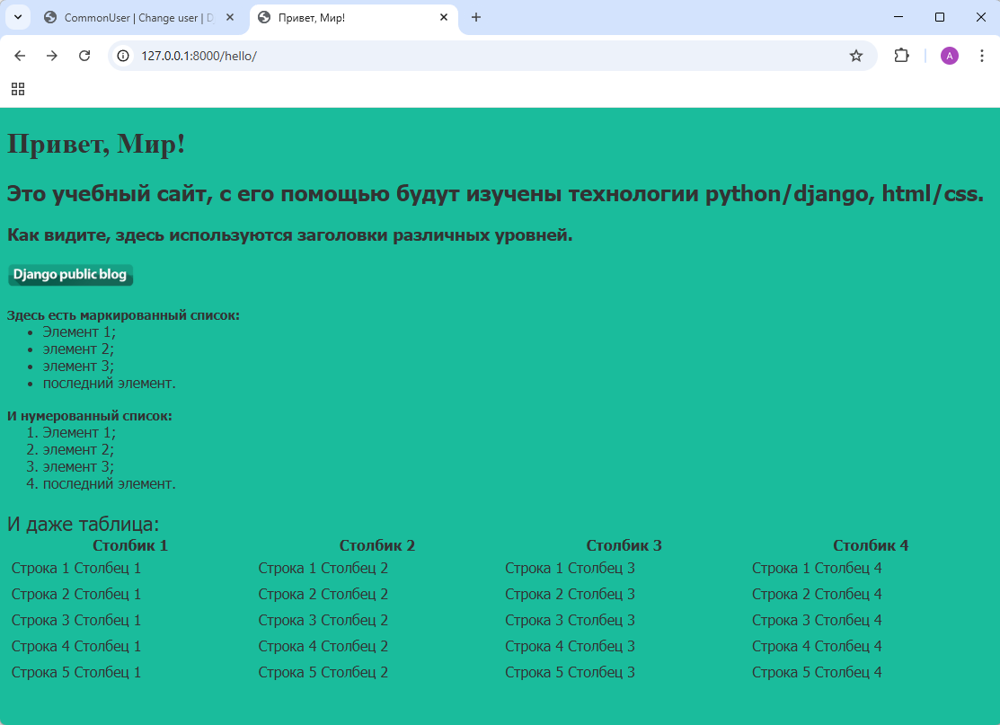 CommonUser | Change user | D
Привет, Мир!
127.0.0.1:8000/hello/
A
Привет, Мир!
Это учебный сайт, с его помощью будут изучены технологии python/django, html/css.
Как видите, здесь используются заголовки различных уровней.
Django public blog
Здесь есть маркированный список:
• Элемент 1;
• элемент 2;
• элемент 3;
• последний элемент.
И нумерованный список:
1. Элемент 1;
2. элемент 2;
3. элемент 3;
4. последний элемент.
И даже таблица:
Столбик 1 Столбик 2 Столбик 3 Столбик 4
Строка 1 Столбец 1 Строка 1 Столбец 2 Строка 1 Столбец 3 Строка 1 Столбец 4
Строка 2 Столбец 1 Строка 2 Столбец 2 Строка 2 Столбец 3 Строка 2 Столбец 4
Строка 3 Столбец 1 Строка 3 Столбец 2 Строка 3 Столбец 3 Строка 3 Столбец 4
Строка 4 Столбец 1 Строка 4 Столбец 2 Строка 4 Столбец 3 Строка 4 Столбец 4
Строка 5 Столбец 1 Строка 5 Столбец 2 Строка 5 Столбец 3 Строка 5 Столбец 4